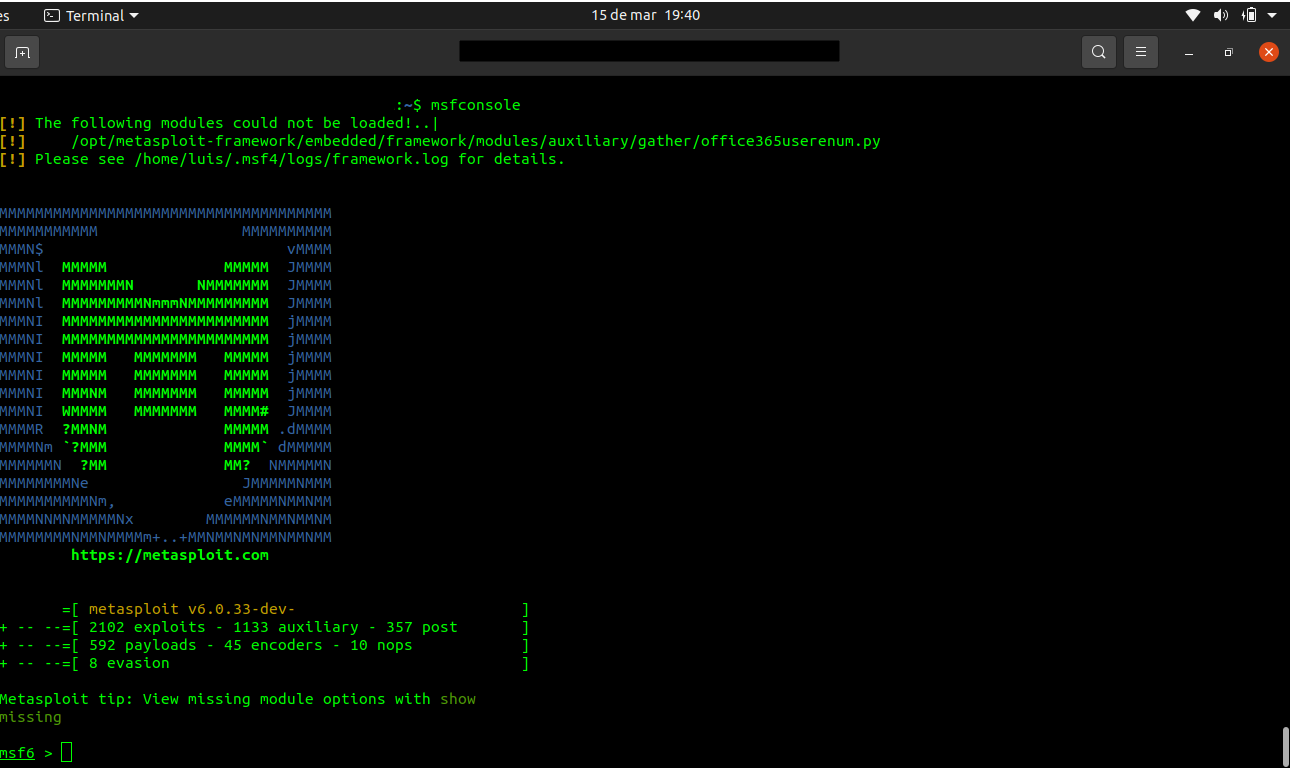 es Terminal 15 de mar 19:40
:~$ msfconsole
[!] The following modules could not be loaded!..|
[!]     /opt/metasploit-framework/embedded/framework/modules/auxiliary/gather/office365userenum.py
[!] Please see /home/luis/.msf4/logs/framework.log for details.
MMMMMMMMMMMMMMMMMMMMMMMMMMMMMMMMMMMMM
MMMMMMMMMMM                MMMMMMMMMM
MMMN$                           vMMMM
MMMNl  MMMMM             MMMMM  JMMMM
MMMNl  MMMMMMMN       NMMMMMMM  JMMMM
MMMNl  MMMMMMMMMNmmmNMMMMMMMMM  JMMMM
MMMNI  MMMMMMMMMMMMMMMMMMMMMMM  jMMMM
MMMNI  MMMMMMMMMMMMMMMMMMMMMMM  jMMMM
MMMNI  MMMMM   MMMMMMM   MMMMM  jMMMM
MMMNI  MMMMM   MMMMMMM   MMMMM  jMMMM
MMMNI  MMMNM   MMMMMMM   MMMMM  jMMMM
MMMNI  WMMMM   MMMMMMM   MMMM#  JMMMM
MMMMR  ?MMNM             MMMMM .dMMMM
MMMMNm `?MMM             MMMM` dMMMMM
MMMMMMN  ?MM             MM?  NMMMMMN
MMMMMMMMNe                 JMMMMMNMMM
MMMMMMMMMMNm,            eMMMMMNMMNMM
MMMMNNMNMMMMMNx        MMMMMMNMMNMMNM
MMMMMMMMNMMNMMMMm+..+MMNMMNMNMMNMMNMM
        https://metasploit.com
       =[ metasploit v6.0.33-dev-                          ]
+ -- --=[ 2102 exploits - 1133 auxiliary - 357 post       ]
+ -- --=[ 592 payloads - 45 encoders - 10 nops            ]
+ -- --=[ 8 evasion                                       ]
Metasploit tip: View missing module options with show
missing
msf6 >